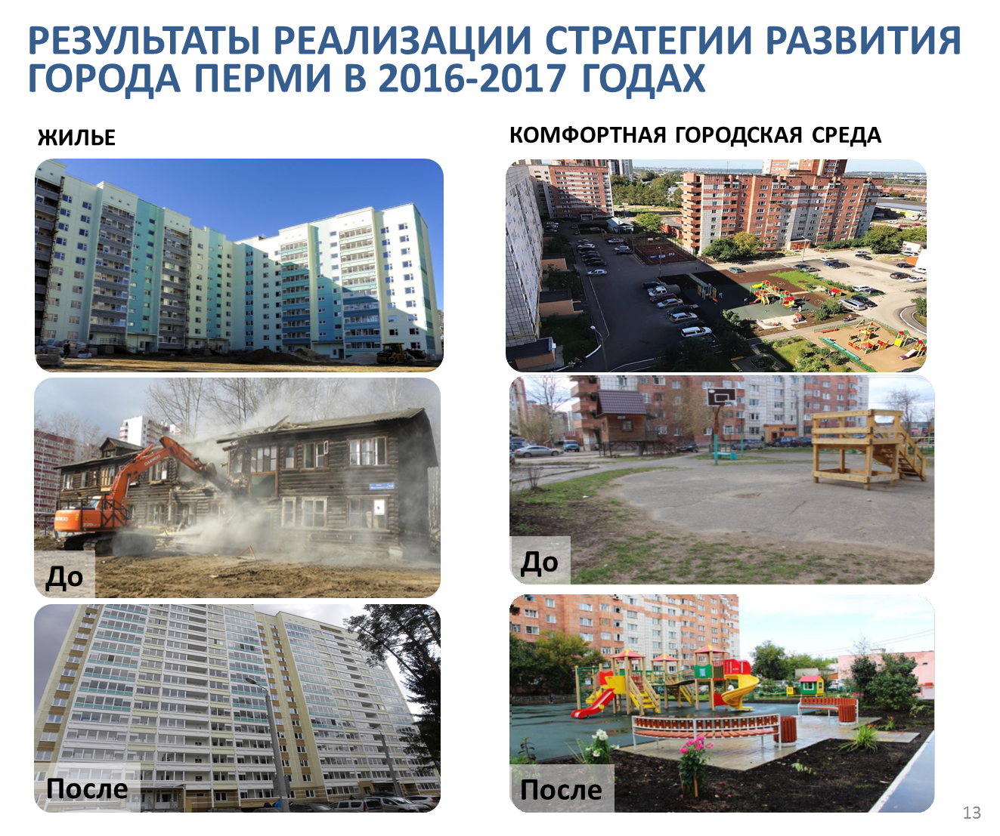 РЕЗУЛЬТАТЫ РЕАЛИЗАЦИИ СТРАТЕГИИ РАЗВИТИЯ
ГОРОДА ПЕРМИ В 2016-2017 ГОДАХ
ЖИЛЬЕ
До
После
КОМФОРТНАЯ ГОРОДСКАЯ СРЕДА
До
После
13